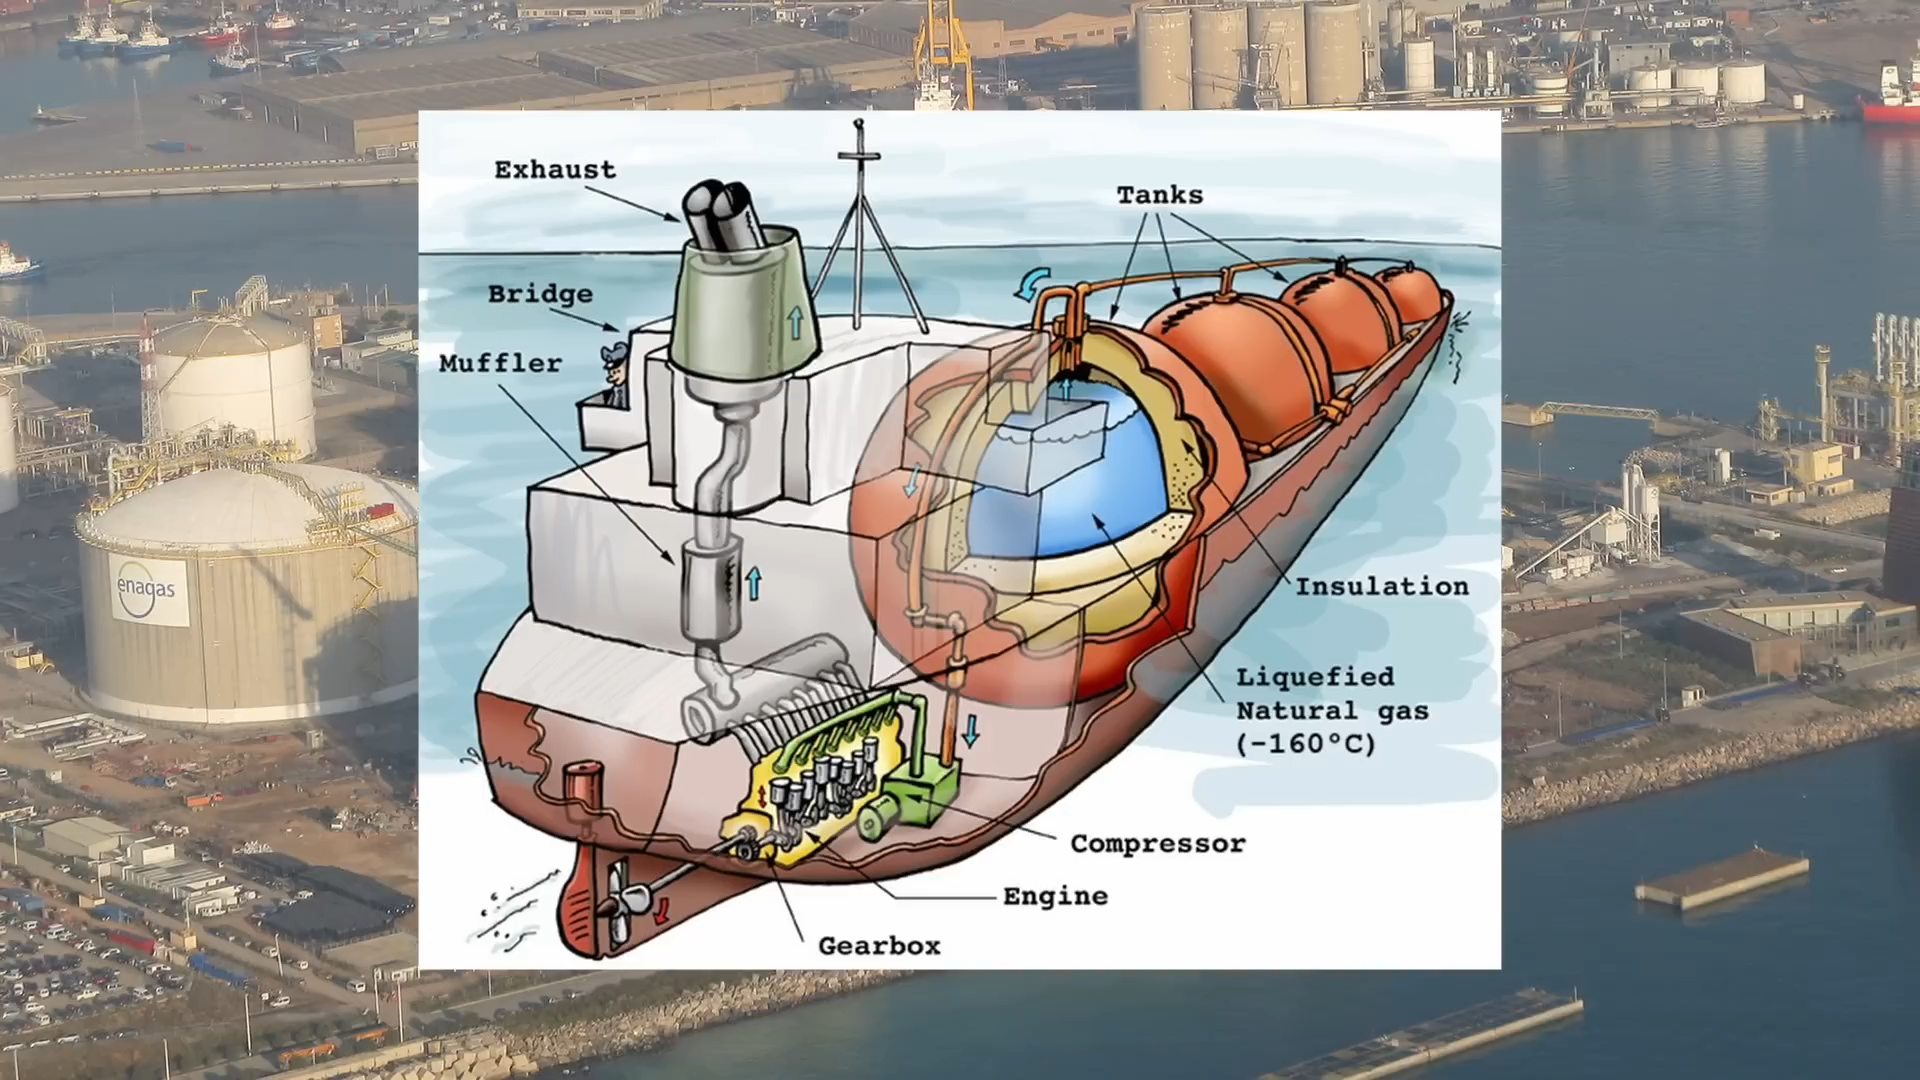 Exhaust
Tanks
Bridge
Muffler
Insulation
Liquefied
Natural gas
(-160°C)
Compressor
Engine
Gearbox
enagas